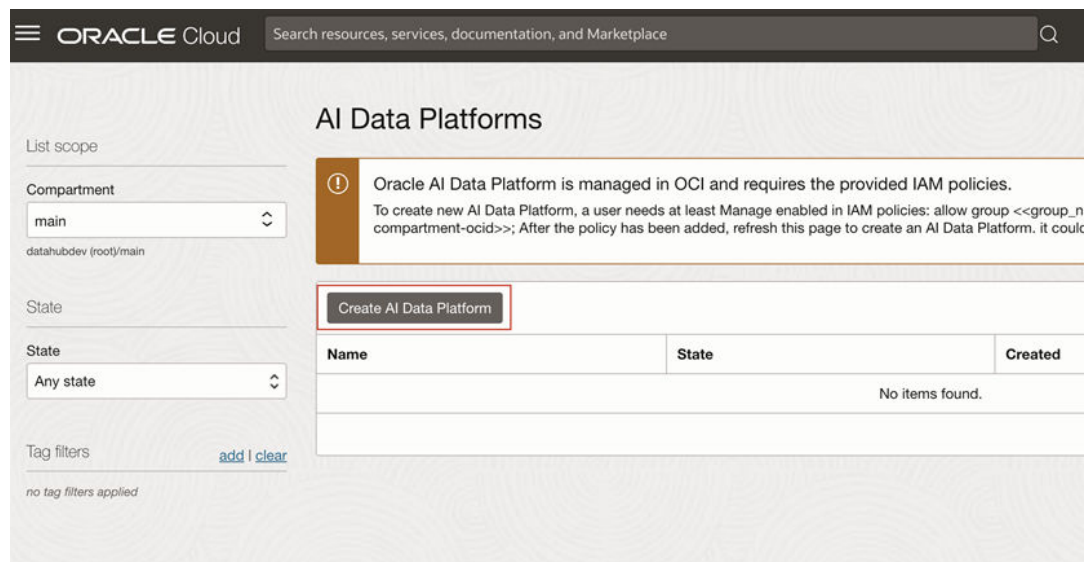 ORACLE Cloud
Search resources, services, documentation, and Marketplace
AI Data Platforms
List scope
Compartment
main
datahubdev (root)/main
State
State
Any state
Tag filters
add | clear
no tag filters applied
Oracle AI Data Platform is managed in OCI and requires the provided IAM policies.
To create new AI Data Platform, a user needs at least Manage enabled in IAM policies: allow group <<group_n
compartment-ocid>>; After the policy has been added, refresh this page to create an AI Data Platform. it could
Create AI Data Platform
Name State Created
No items found.